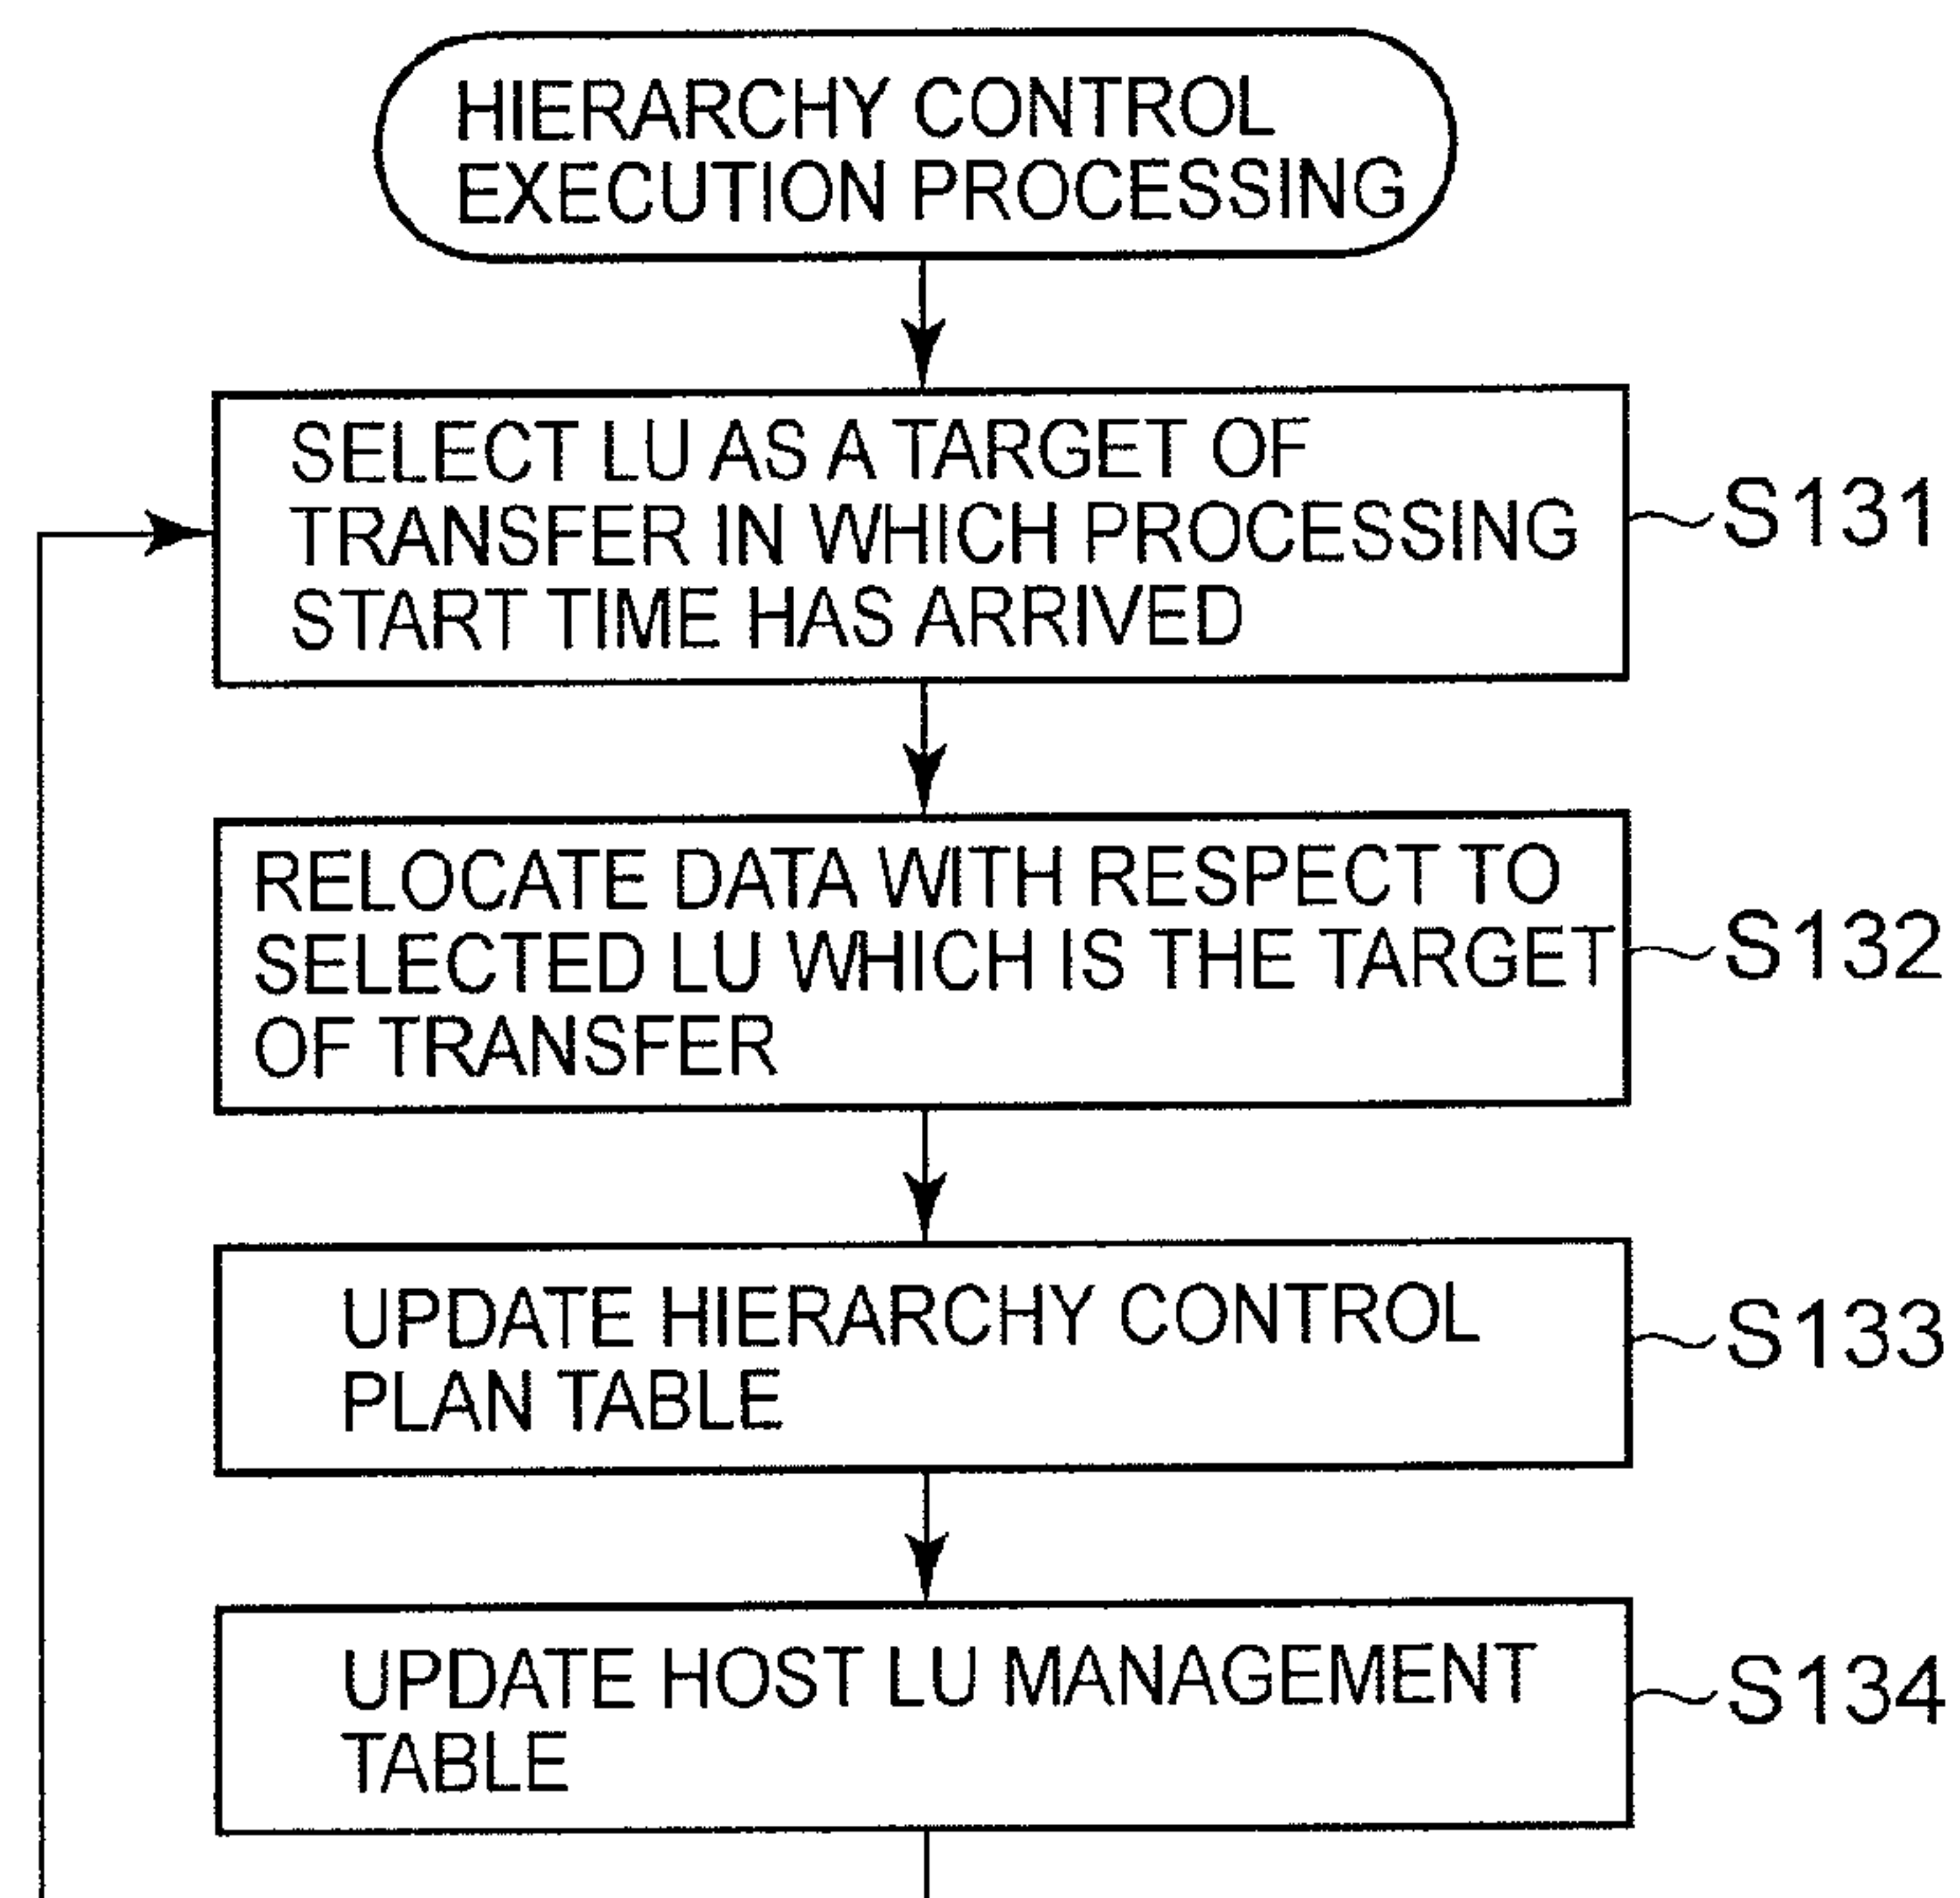 HIERARCHY CONTROL
EXECUTION PROCESSING
SELECT LU AS A TARGET OF
TRANSFER IN WHICH PROCESSING
START TIME HAS ARRIVED
S131
RELOCATE DATA WITH RESPECT TO
SELECTED LU WHICH IS THE TARGET
OF TRANSFER
S132
UPDATE HIERARCHY CONTROL
PLAN TABLE
S133
UPDATE HOST LU MANAGEMENT
TABLE
S134